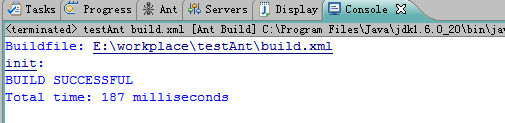 Tasks Progress Ant Servers Display Console
<terminated> testAnt build.xml [Ant Build] C:\Program Files\Java\jdk1.6.0_20\bin\jav
Buildfile: E:\workplace\testAnt\build.xml
init:
BUILD SUCCESSFUL
Total time: 187 milliseconds